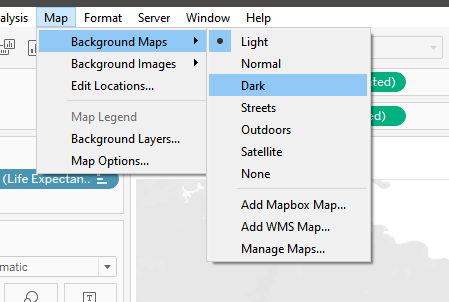 alysis Map Format Server Window Help
Background Maps
Background Images
Edit Locations...
Map Legend
Background Layers...
Map Options...
Light
Normal
Dark
Streets
Outdoors
Satellite
None
Add Mapbox Map...
Add WMS Map...
Manage Maps...
ted)
ed)
(Life Expectan..
matic
T